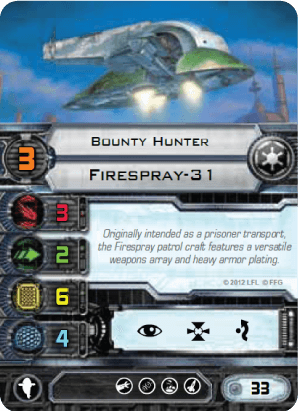 Bounty Hunter
3
Firespray-31
3
Originally intended as a prisoner transport,
the Firespray patrol craft features a versatile
weapons array and heavy armor plating.
2
©2012 LFL ©FFG
6
4
33